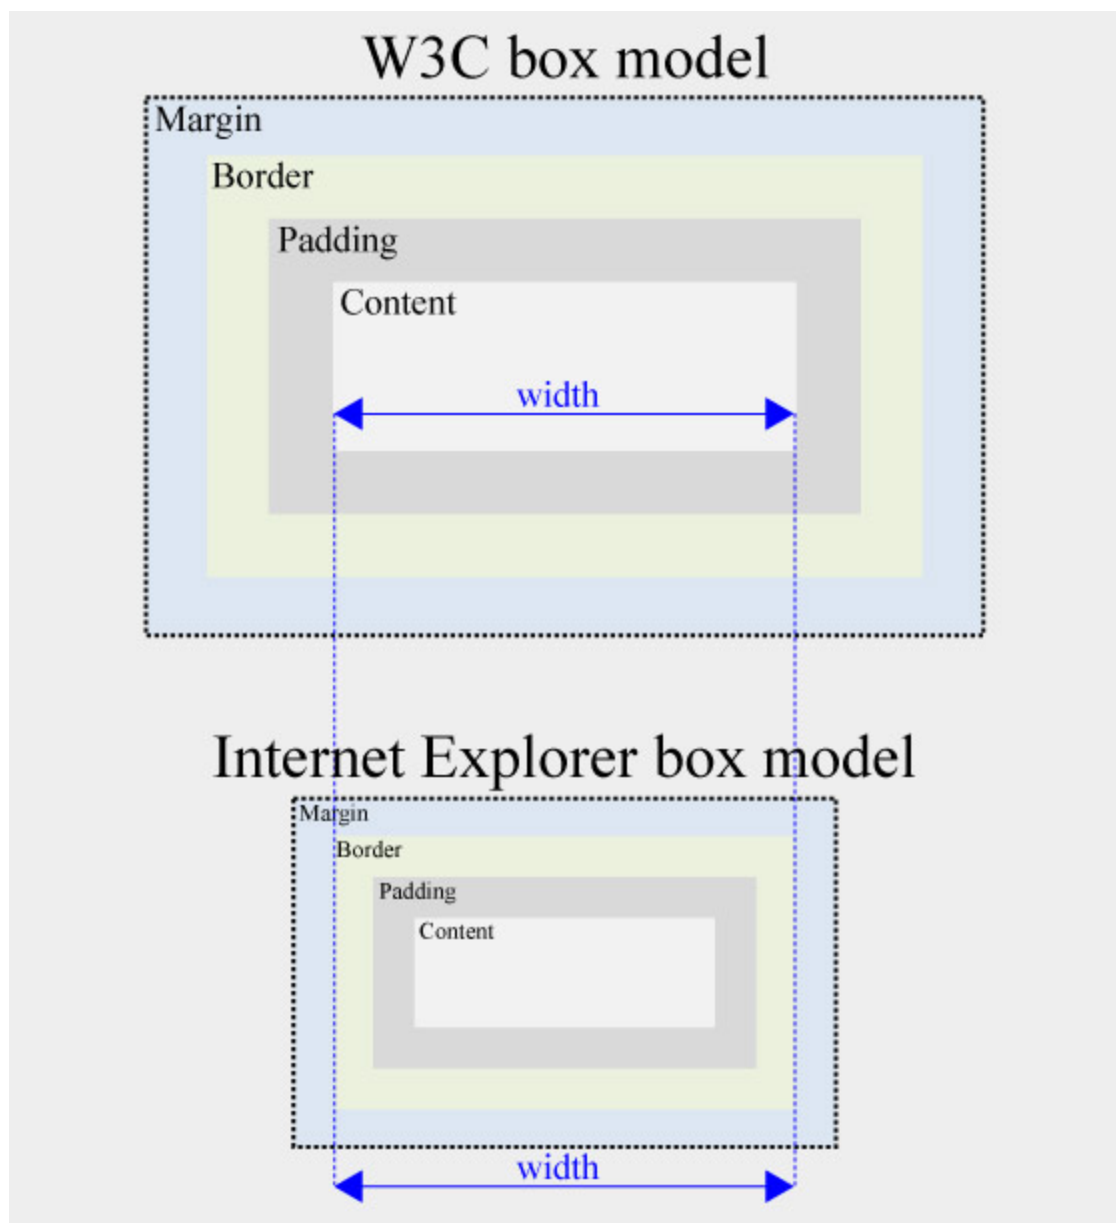 W3C box model
Margin
Border
Padding
Content
width
Internet Explorer box model
Margin
Border
Padding
Content
width